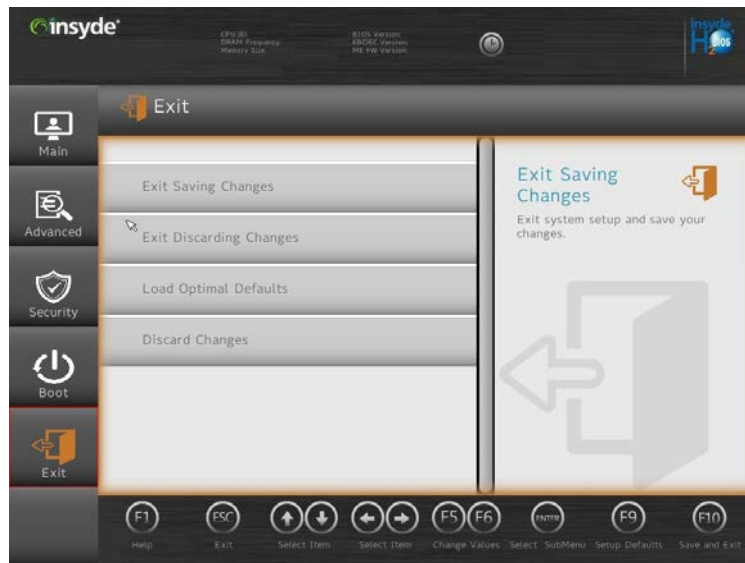 insyde
CPU ID:
DRAM Frequency:
Memory Size:
BIOS Version:
KBC/EC Version:
ME FW Version:
insyde
H2O Bios
Exit
Main
Advanced
Security
Boot
Exit
Exit Saving Changes
Exit Discarding Changes
Load Optimal Defaults
Discard Changes
Exit Saving
Changes
Exit system setup and save your
changes.
F1
Help
ESC
Exit
Select Item
Select Item
F5 F6
Change Values
ENTER
Select SubMenu
F9
Setup Defaults
F10
Save and Exit